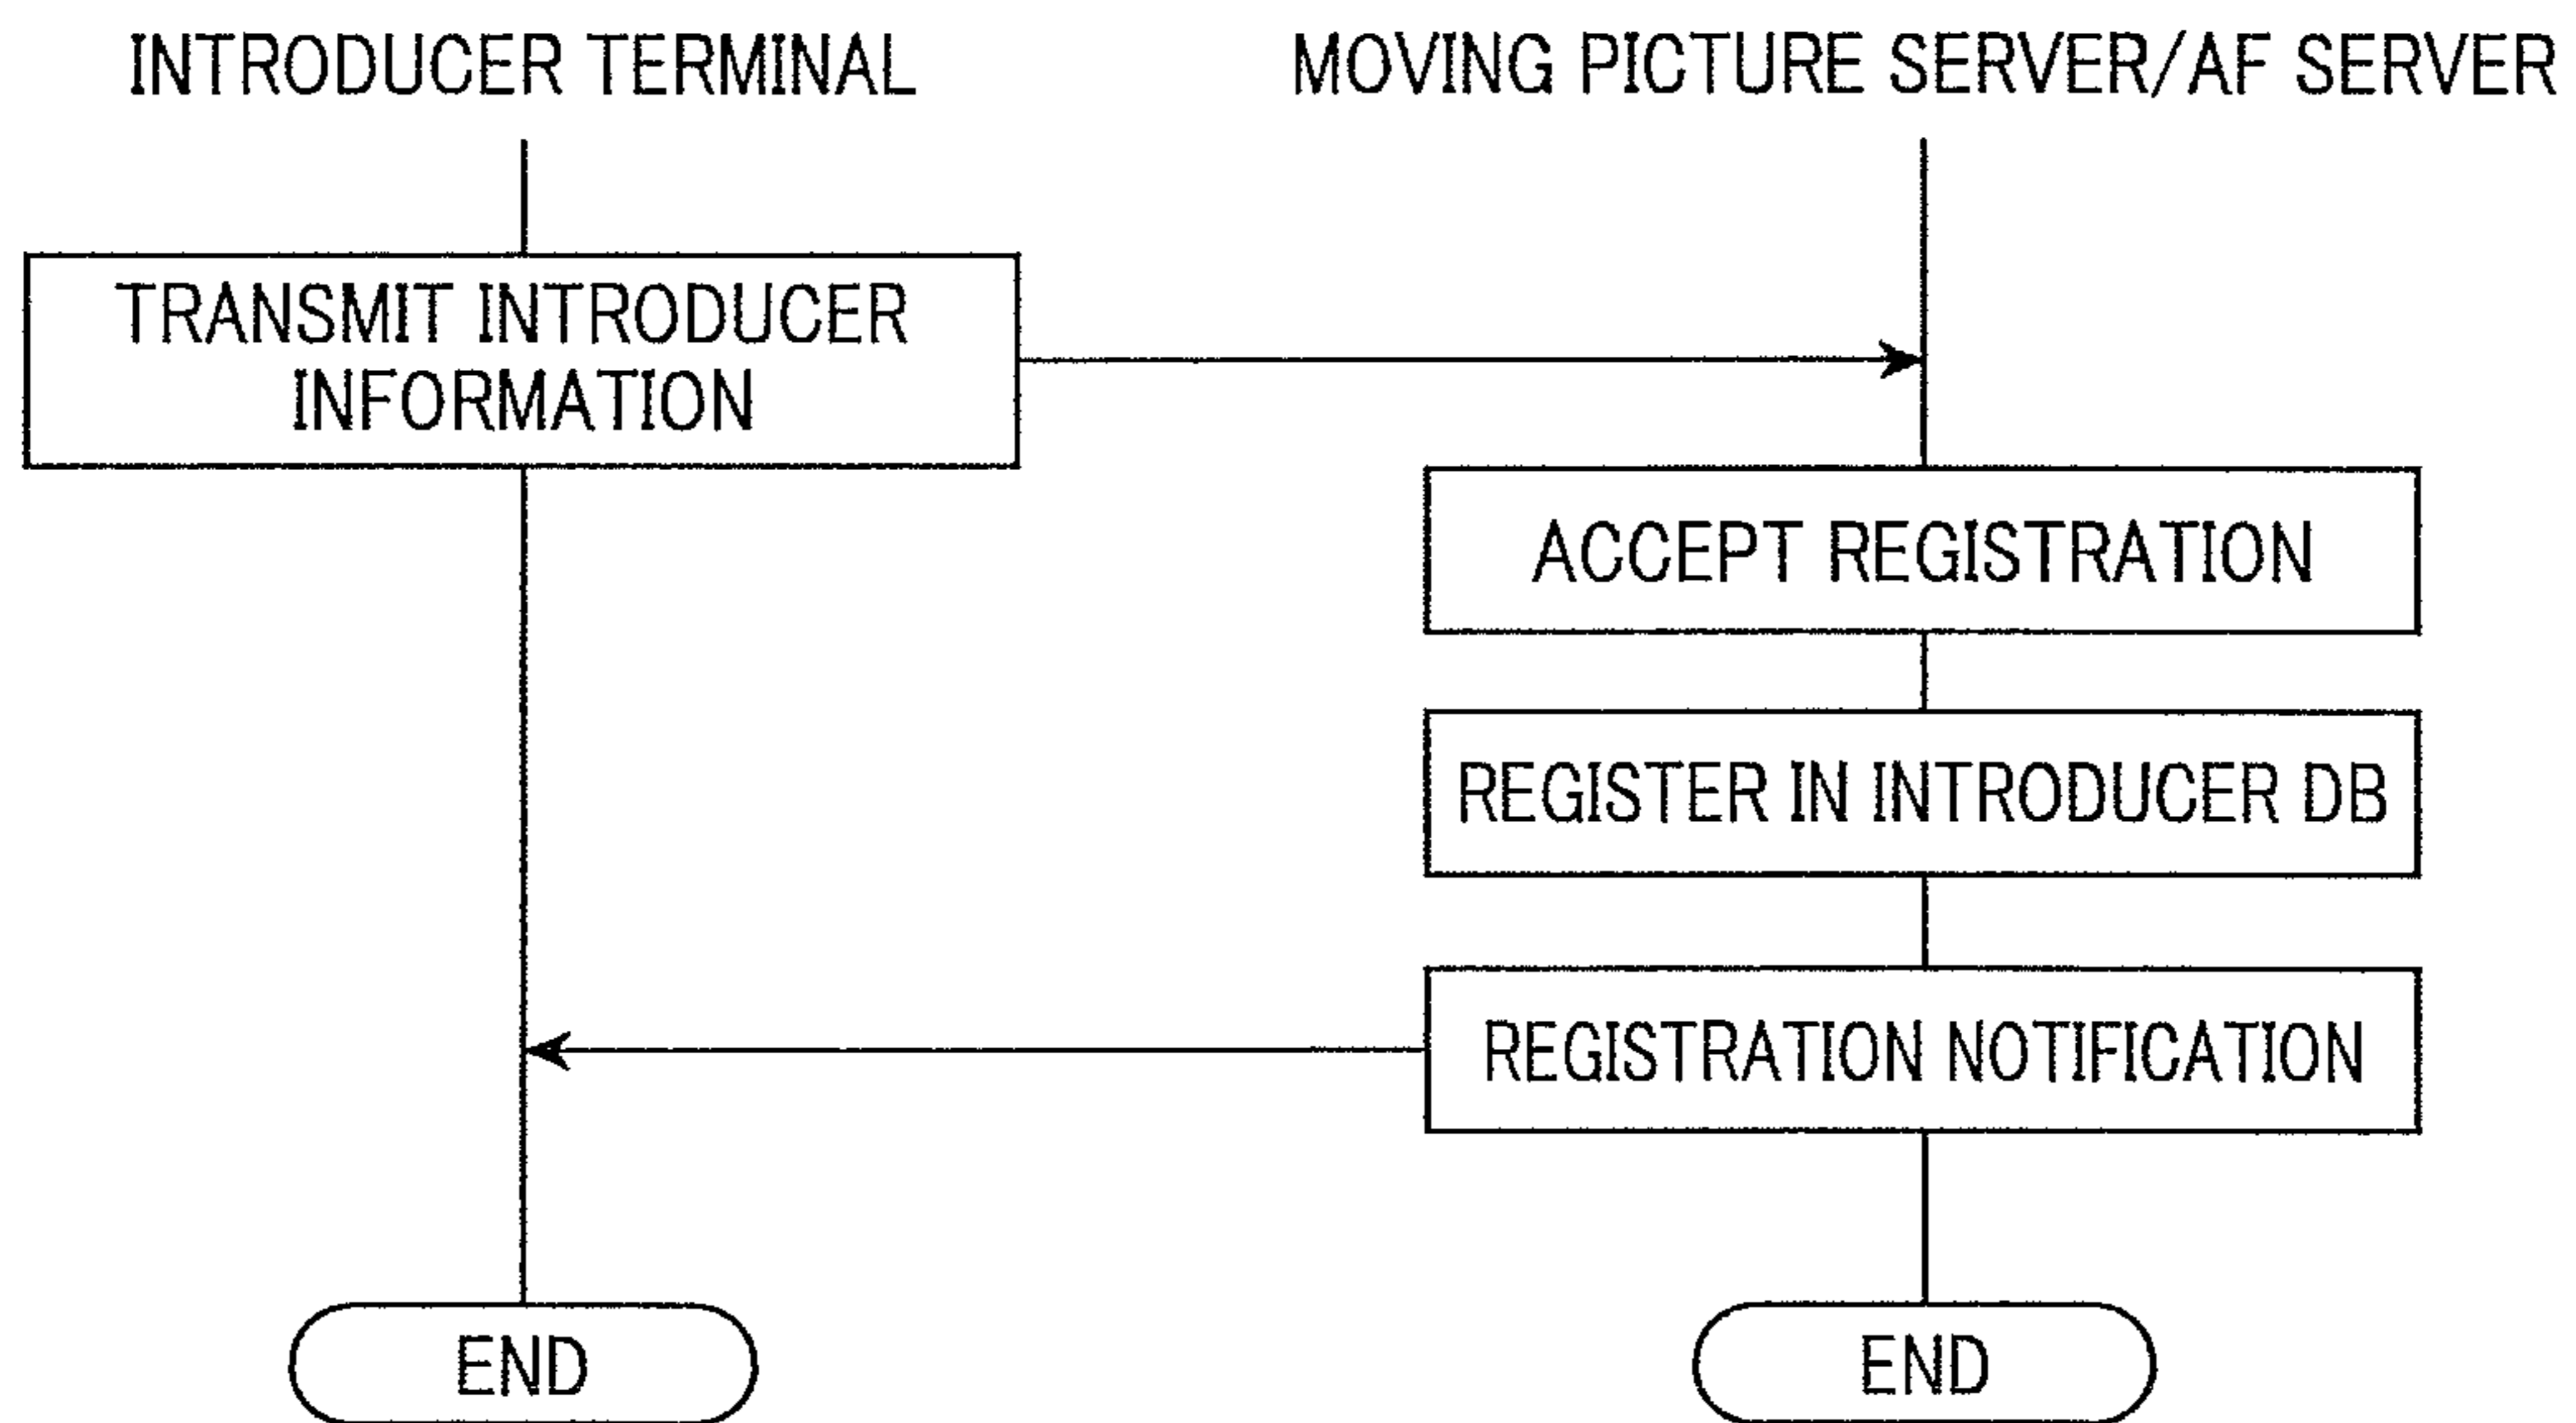 INTRODUCER TERMINAL
MOVING PICTURE SERVER/AF SERVER
TRANSMIT INTRODUCER
INFORMATION
ACCEPT REGISTRATION
REGISTER IN INTRODUCER DB
REGISTRATION NOTIFICATION
END
END